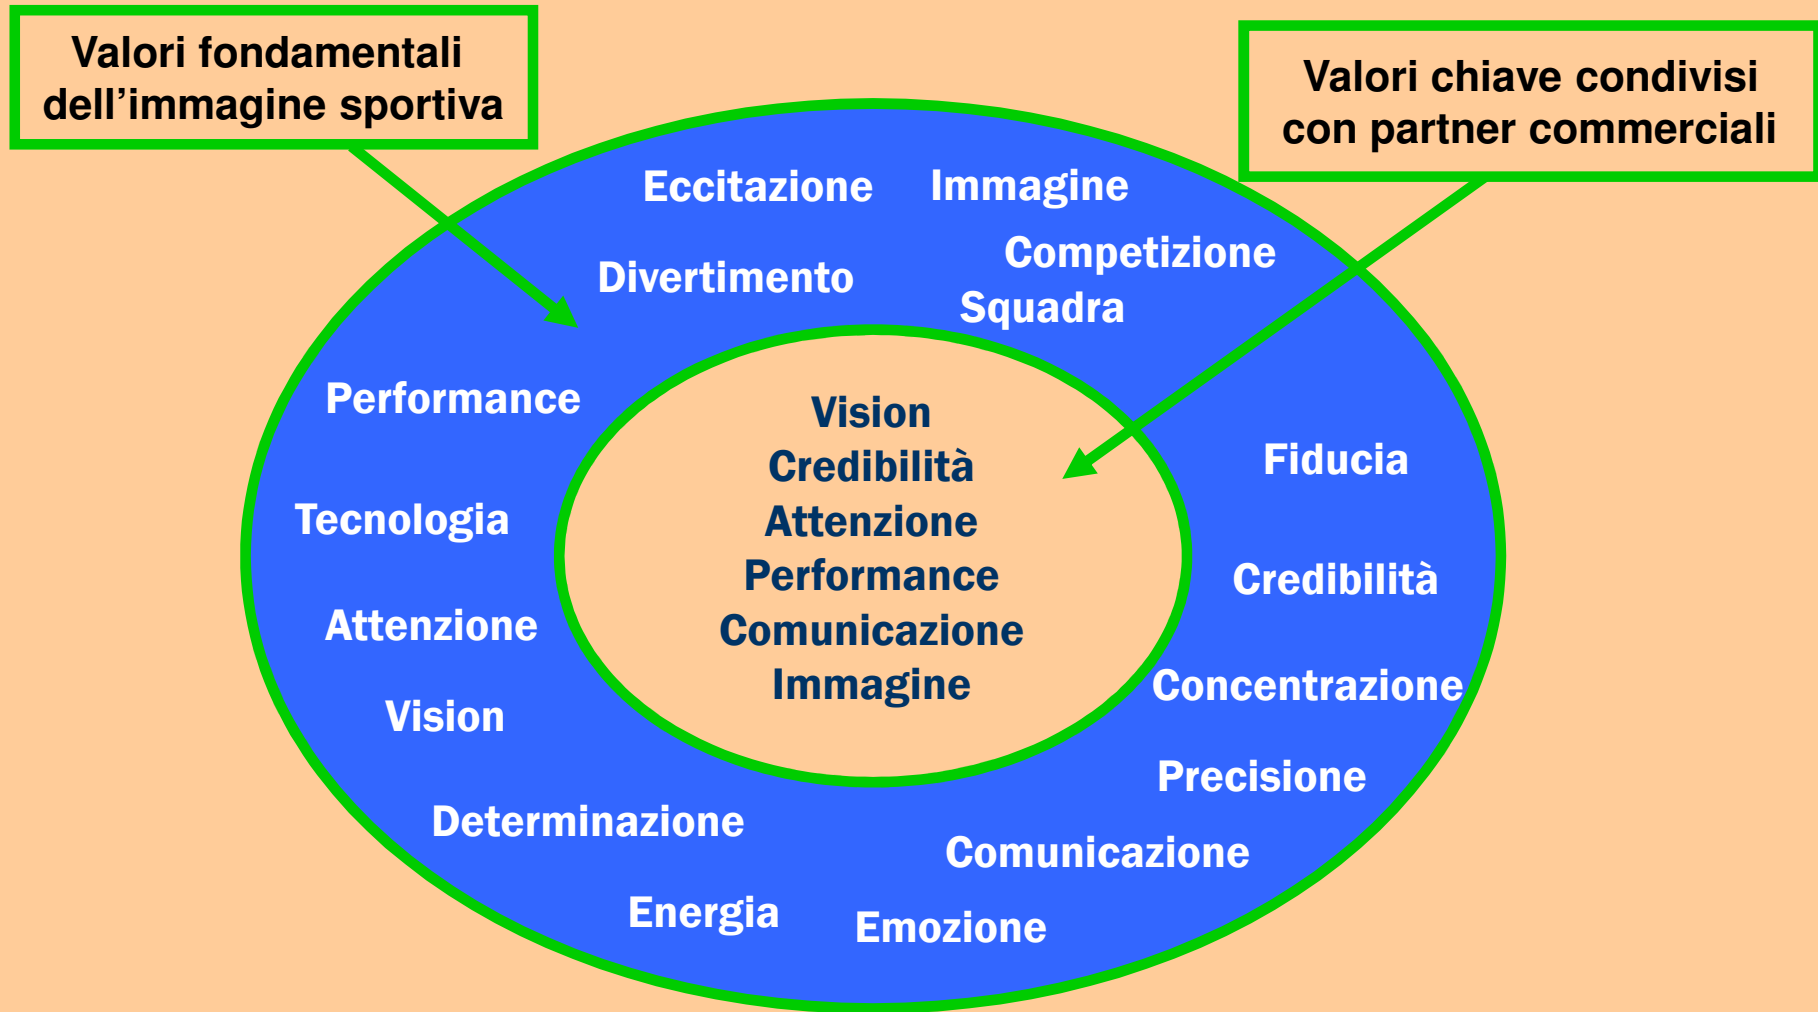 Valori fondamentali
dell’immagine sportiva
Valori chiave condivisi
con partner commerciali
Eccitazione
Immagine
Competizione
Divertimento
Squadra
Performance
Tecnologia
Attenzione
Vision
Determinazione
Energia
Emozione
Comunicazione
Precisione
Concentrazione
Credibilità
Fiducia
Vision
Credibilità
Attenzione
Performance
Comunicazione
Immagine